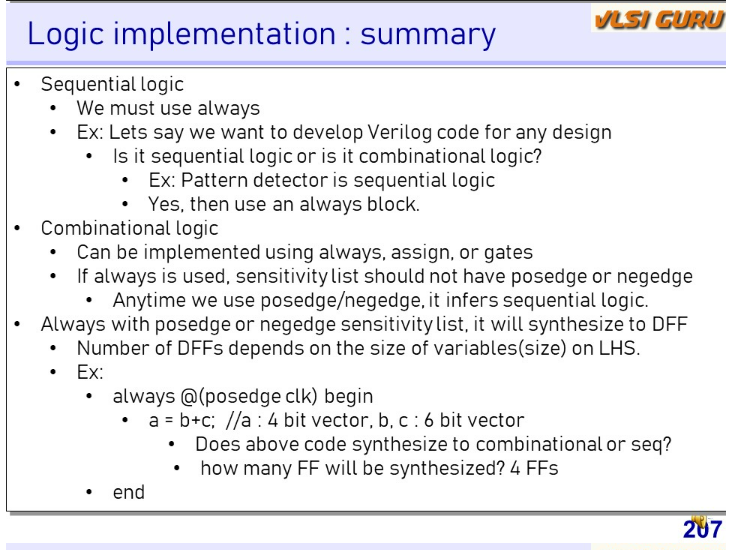 Logic implementation : summary
VLSI GURU
• Sequential logic
• We must use always
• Ex: Lets say we want to develop Verilog code for any design
• Is it sequential logic or is it combinational logic?
• Ex: Pattern detector is sequential logic
• Yes, then use an always block.
• Combinational logic
• Can be implemented using always, assign, or gates
• If always is used, sensitivity list should not have posedge or negedge
• Anytime we use posedge/negedge, it infers sequential logic.
• Always with posedge or negedge sensitivity list, it will synthesize to DFF
• Number of DFFs depends on the size of variables(size) on LHS.
• Ex:
• always @(posedge clk) begin
• a = b+c; //a : 4 bit vector, b, c : 6 bit vector
• Does above code synthesize to combinational or seq?
• how many FF will be synthesized? 4 FFs
• end
207